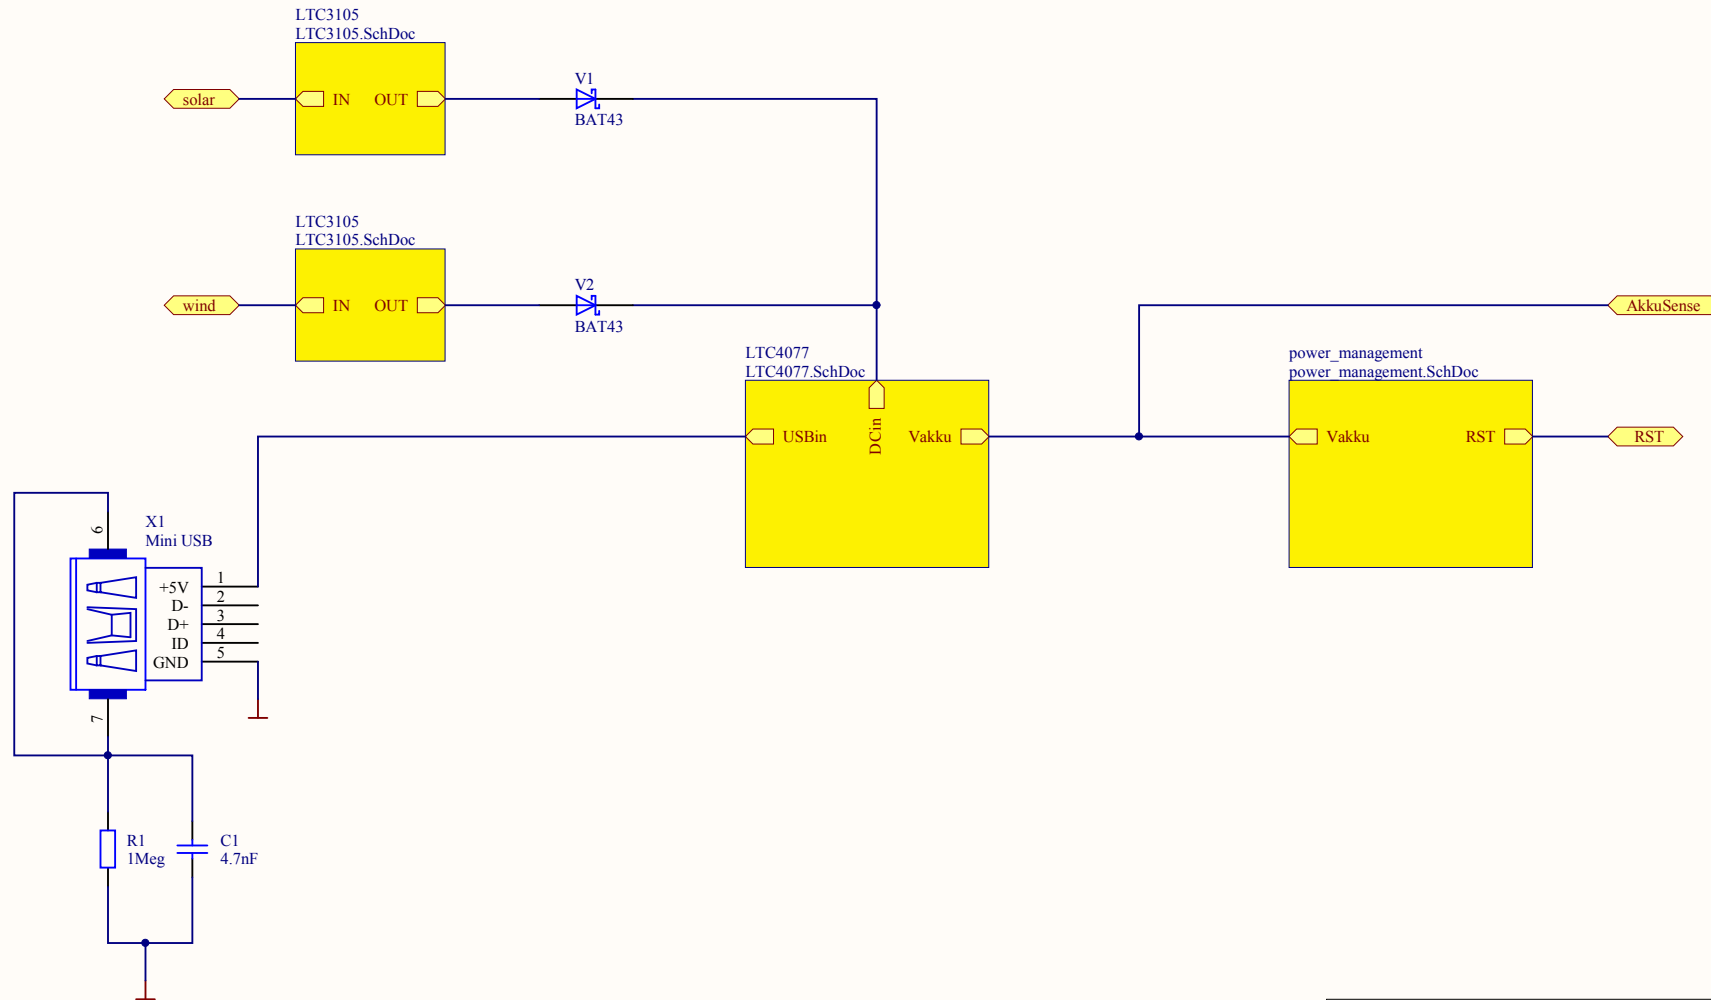 LTC3105
LTC3105.SchDoc
solar
IN
OUT
V1
BAT43
LTC3105
LTC3105.SchDoc
wind
IN
OUT
V2
BAT43
LTC4077
LTC4077.SchDoc
USBin
DCin
Vakku
power_management
power_management.SchDoc
Vakku
RST
AkkuSense
RST
X1
Mini USB
6
+5V 1
D- 2
D+ 3
ID 4
GND 5
7
R1
1Meg
C1
4.7nF